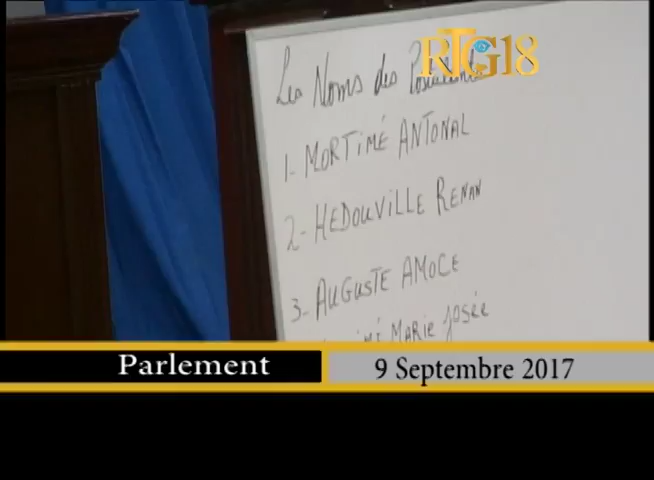 RTG18
Les Noms des
1- MORTIMÉ ANTONAL
2- HEDOUVILLE RENAN
3- AUGUSTE AMOCE
MARIE JOSÉE
Parlement
9 Septembre 2017